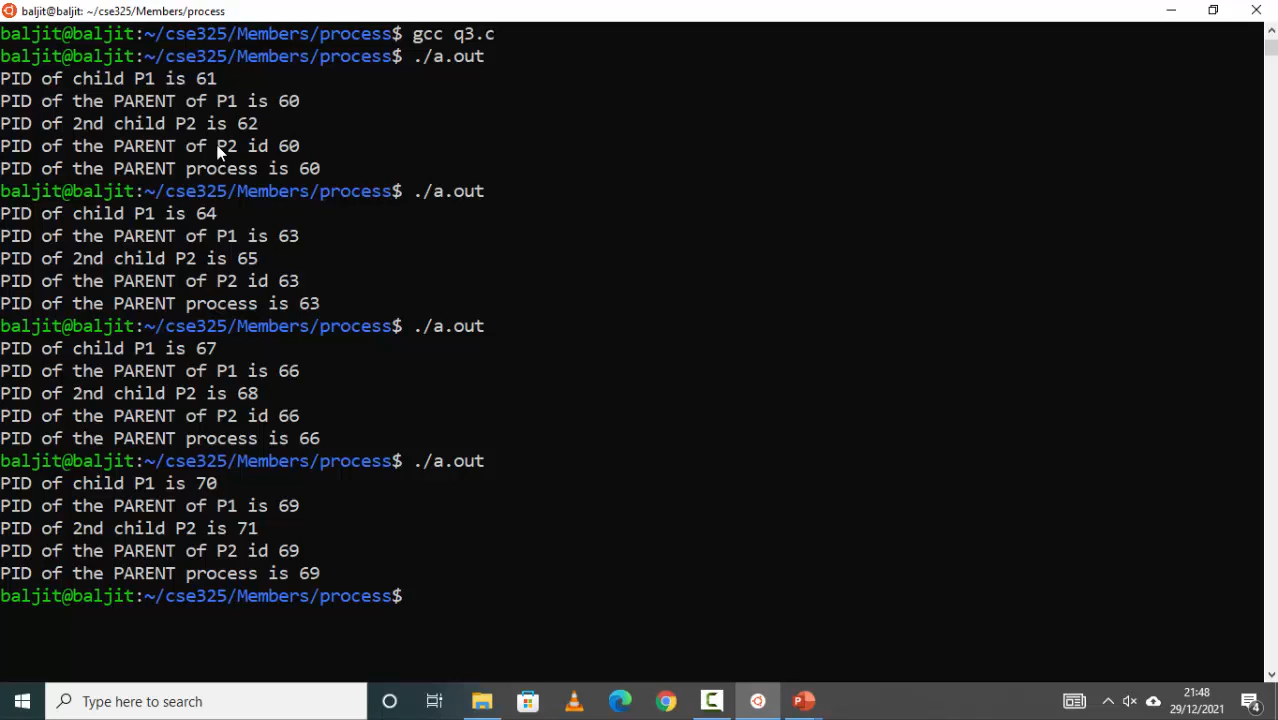 baljit@baljit: ~/cse325/Members/process
baljit@baljit:~/cse325/Members/process$ gcc q3.c
baljit@baljit:~/cse325/Members/process$ ./a.out
PID of child P1 is 61
PID of the PARENT of P1 is 60
PID of 2nd child P2 is 62
PID of the PARENT of P2 id 60
PID of the PARENT process is 60
baljit@baljit:~/cse325/Members/process$ ./a.out
PID of child P1 is 64
PID of the PARENT of P1 is 63
PID of 2nd child P2 is 65
PID of the PARENT of P2 id 63
PID of the PARENT process is 63
baljit@baljit:~/cse325/Members/process$ ./a.out
PID of child P1 is 67
PID of the PARENT of P1 is 66
PID of 2nd child P2 is 68
PID of the PARENT of P2 id 66
PID of the PARENT process is 66
baljit@baljit:~/cse325/Members/process$ ./a.out
PID of child P1 is 70
PID of the PARENT of P1 is 69
PID of 2nd child P2 is 71
PID of the PARENT of P2 id 69
PID of the PARENT process is 69
baljit@baljit:~/cse325/Members/process$
Type here to search
21:48
29/12/2021
4